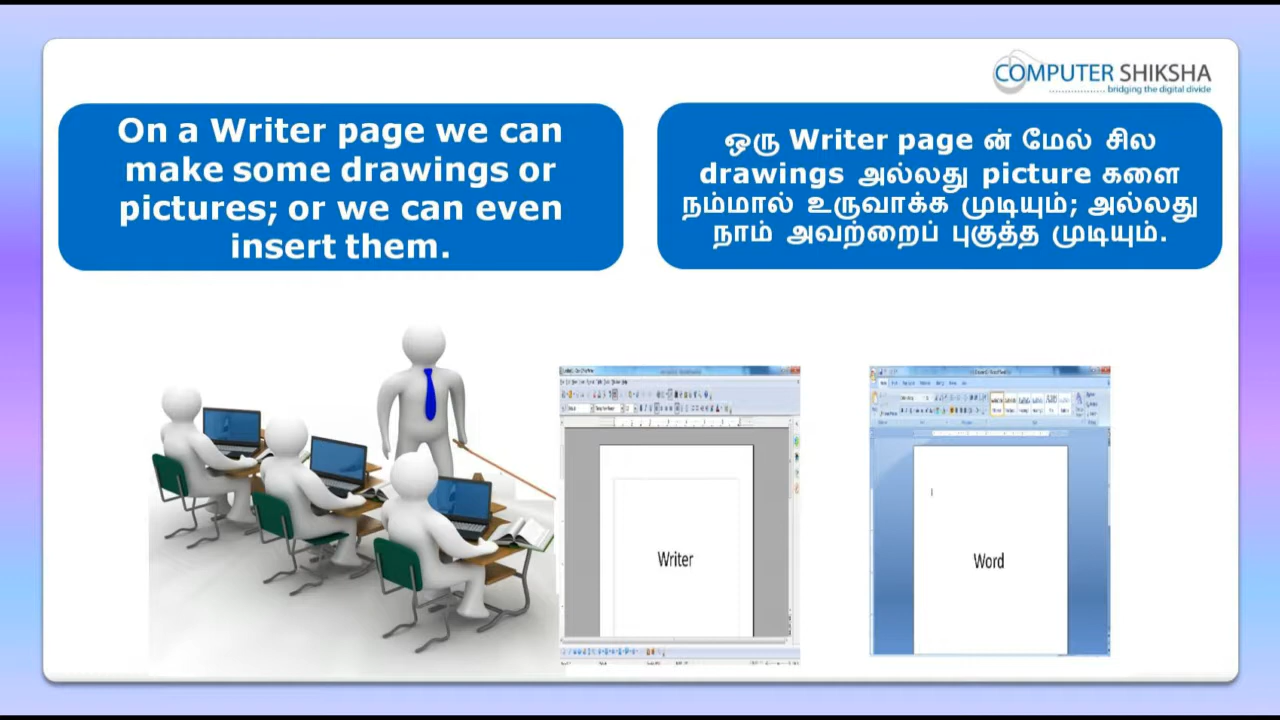 COMPUTER SHIKSHA
bridging the digital divide
On a Writer page we can
make some drawings or
pictures; or we can even
insert them.
ஒரு Writer page ன் மேல் சில
drawings அல்லது picture களை
நம்மால் உருவாக்க முடியும்; அல்லது
நாம் அவற்றைப் புகுத்த முடியும்.
Writer
Word